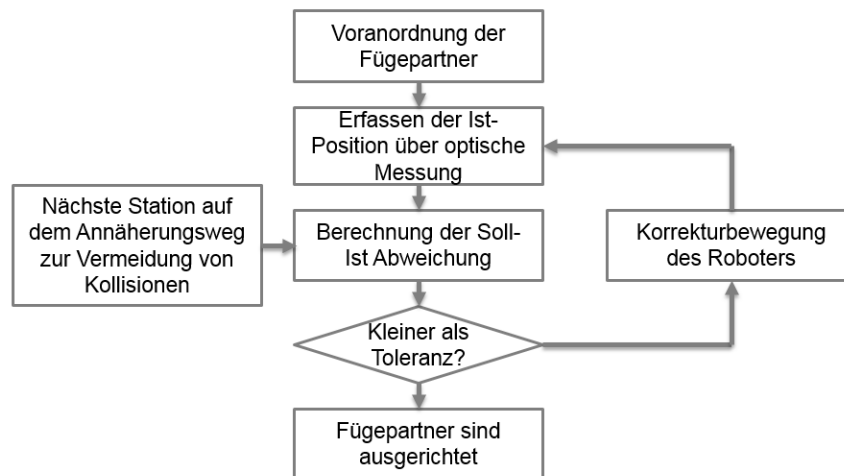 Voranordnung der
Fügepartner
Erfassen der Ist-
Position über optische
Messung
Nächste Station auf
dem Annäherungsweg
zur Vermeidung von
Kollisionen
Berechnung der Soll-
Ist Abweichung
Korrekturbewegung
des Roboters
Kleiner als
Toleranz?
Fügepartner sind
ausgerichtet